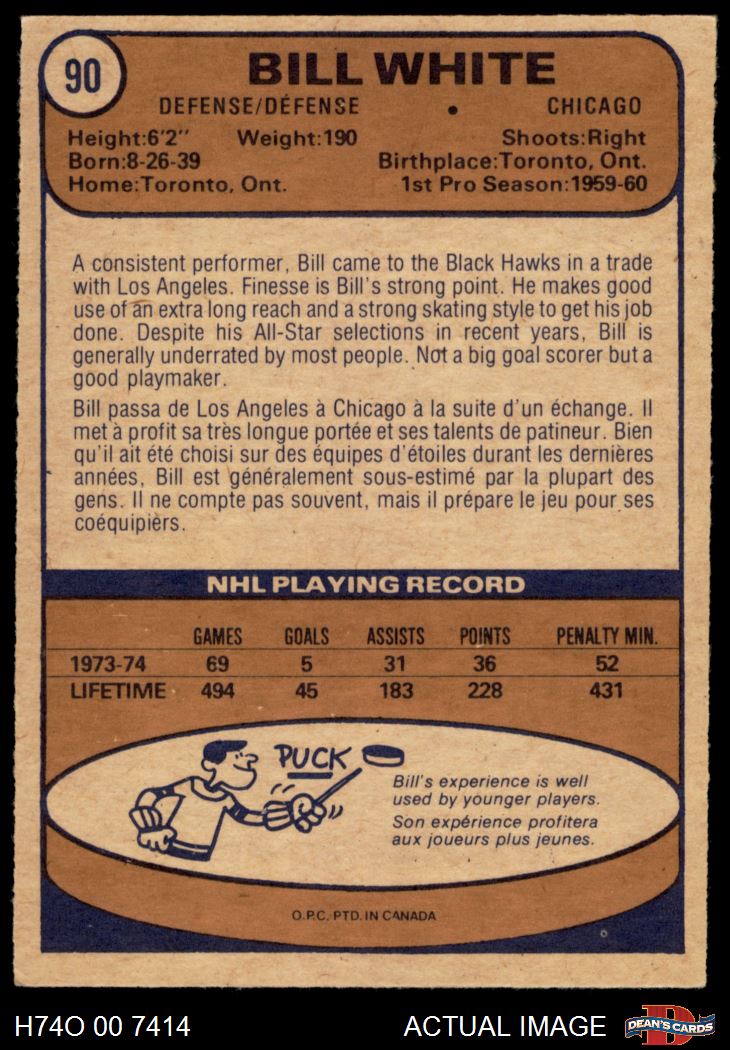 90
BILL WHITE
DEFENSE/DÉFENSE • CHICAGO
Height:6'2" Weight:190 Shoots:Right
Born:8-26-39 Birthplace:Toronto, Ont.
Home:Toronto, Ont. 1st Pro Season:1959-60
A consistent performer, Bill came to the Black Hawks in a trade
with Los Angeles. Finesse is Bill's strong point. He makes good
use of an extra long reach and a strong skating style to get his job
done. Despite his All-Star selections in recent years, Bill is
generally underrated by most people. Not a big goal scorer but a
good playmaker.
Bill passa de Los Angeles à Chicago à la suite d'un échange. Il
met à profit sa très longue portée et ses talents de patineur. Bien
qu'il ait été choisi sur des équipes d'étoiles durant les dernières
années, Bill est généralement sous-estimé par la plupart des
gens. Il ne compte pas souvent, mais il prépare le jeu pour ses
coéquipièrs.
NHL PLAYING RECORD
GAMES GOALS ASSISTS POINTS PENALTY MIN.
1973-74 69 5 31 36 52
LIFETIME 494 45 183 228 431
PUCK
Bill's experience is well
used by younger players.
Son expérience profitera
aux joueurs plus jeunes.
O.P.C. PTD. IN CANADA
H74O 00 7414 ACTUAL IMAGE
D
DEAN'S CARDS